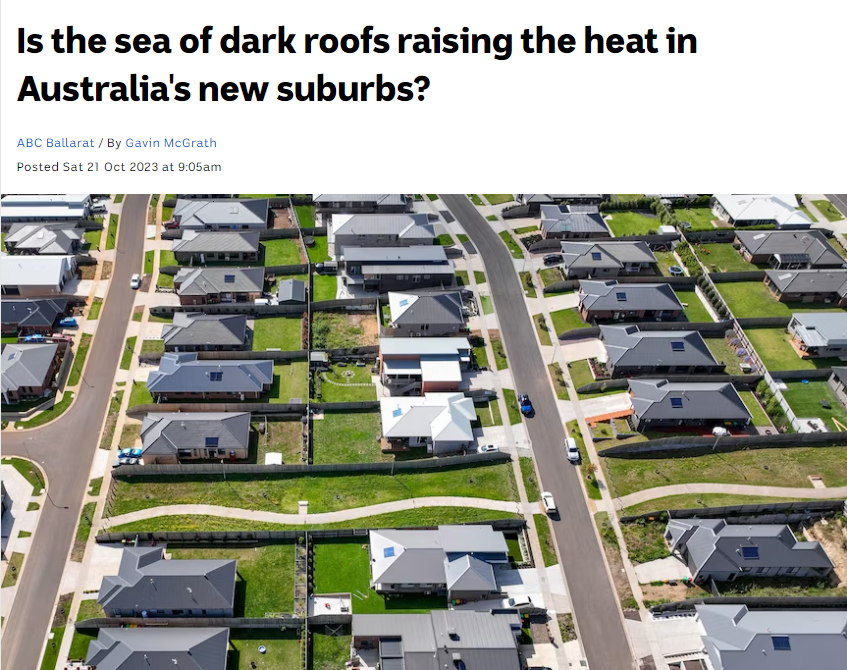 Is the sea of dark roofs raising the heat in
Australia's new suburbs?
ABC Ballarat / By Gavin McGrath
Posted Sat 21 Oct 2023 at 9:05am